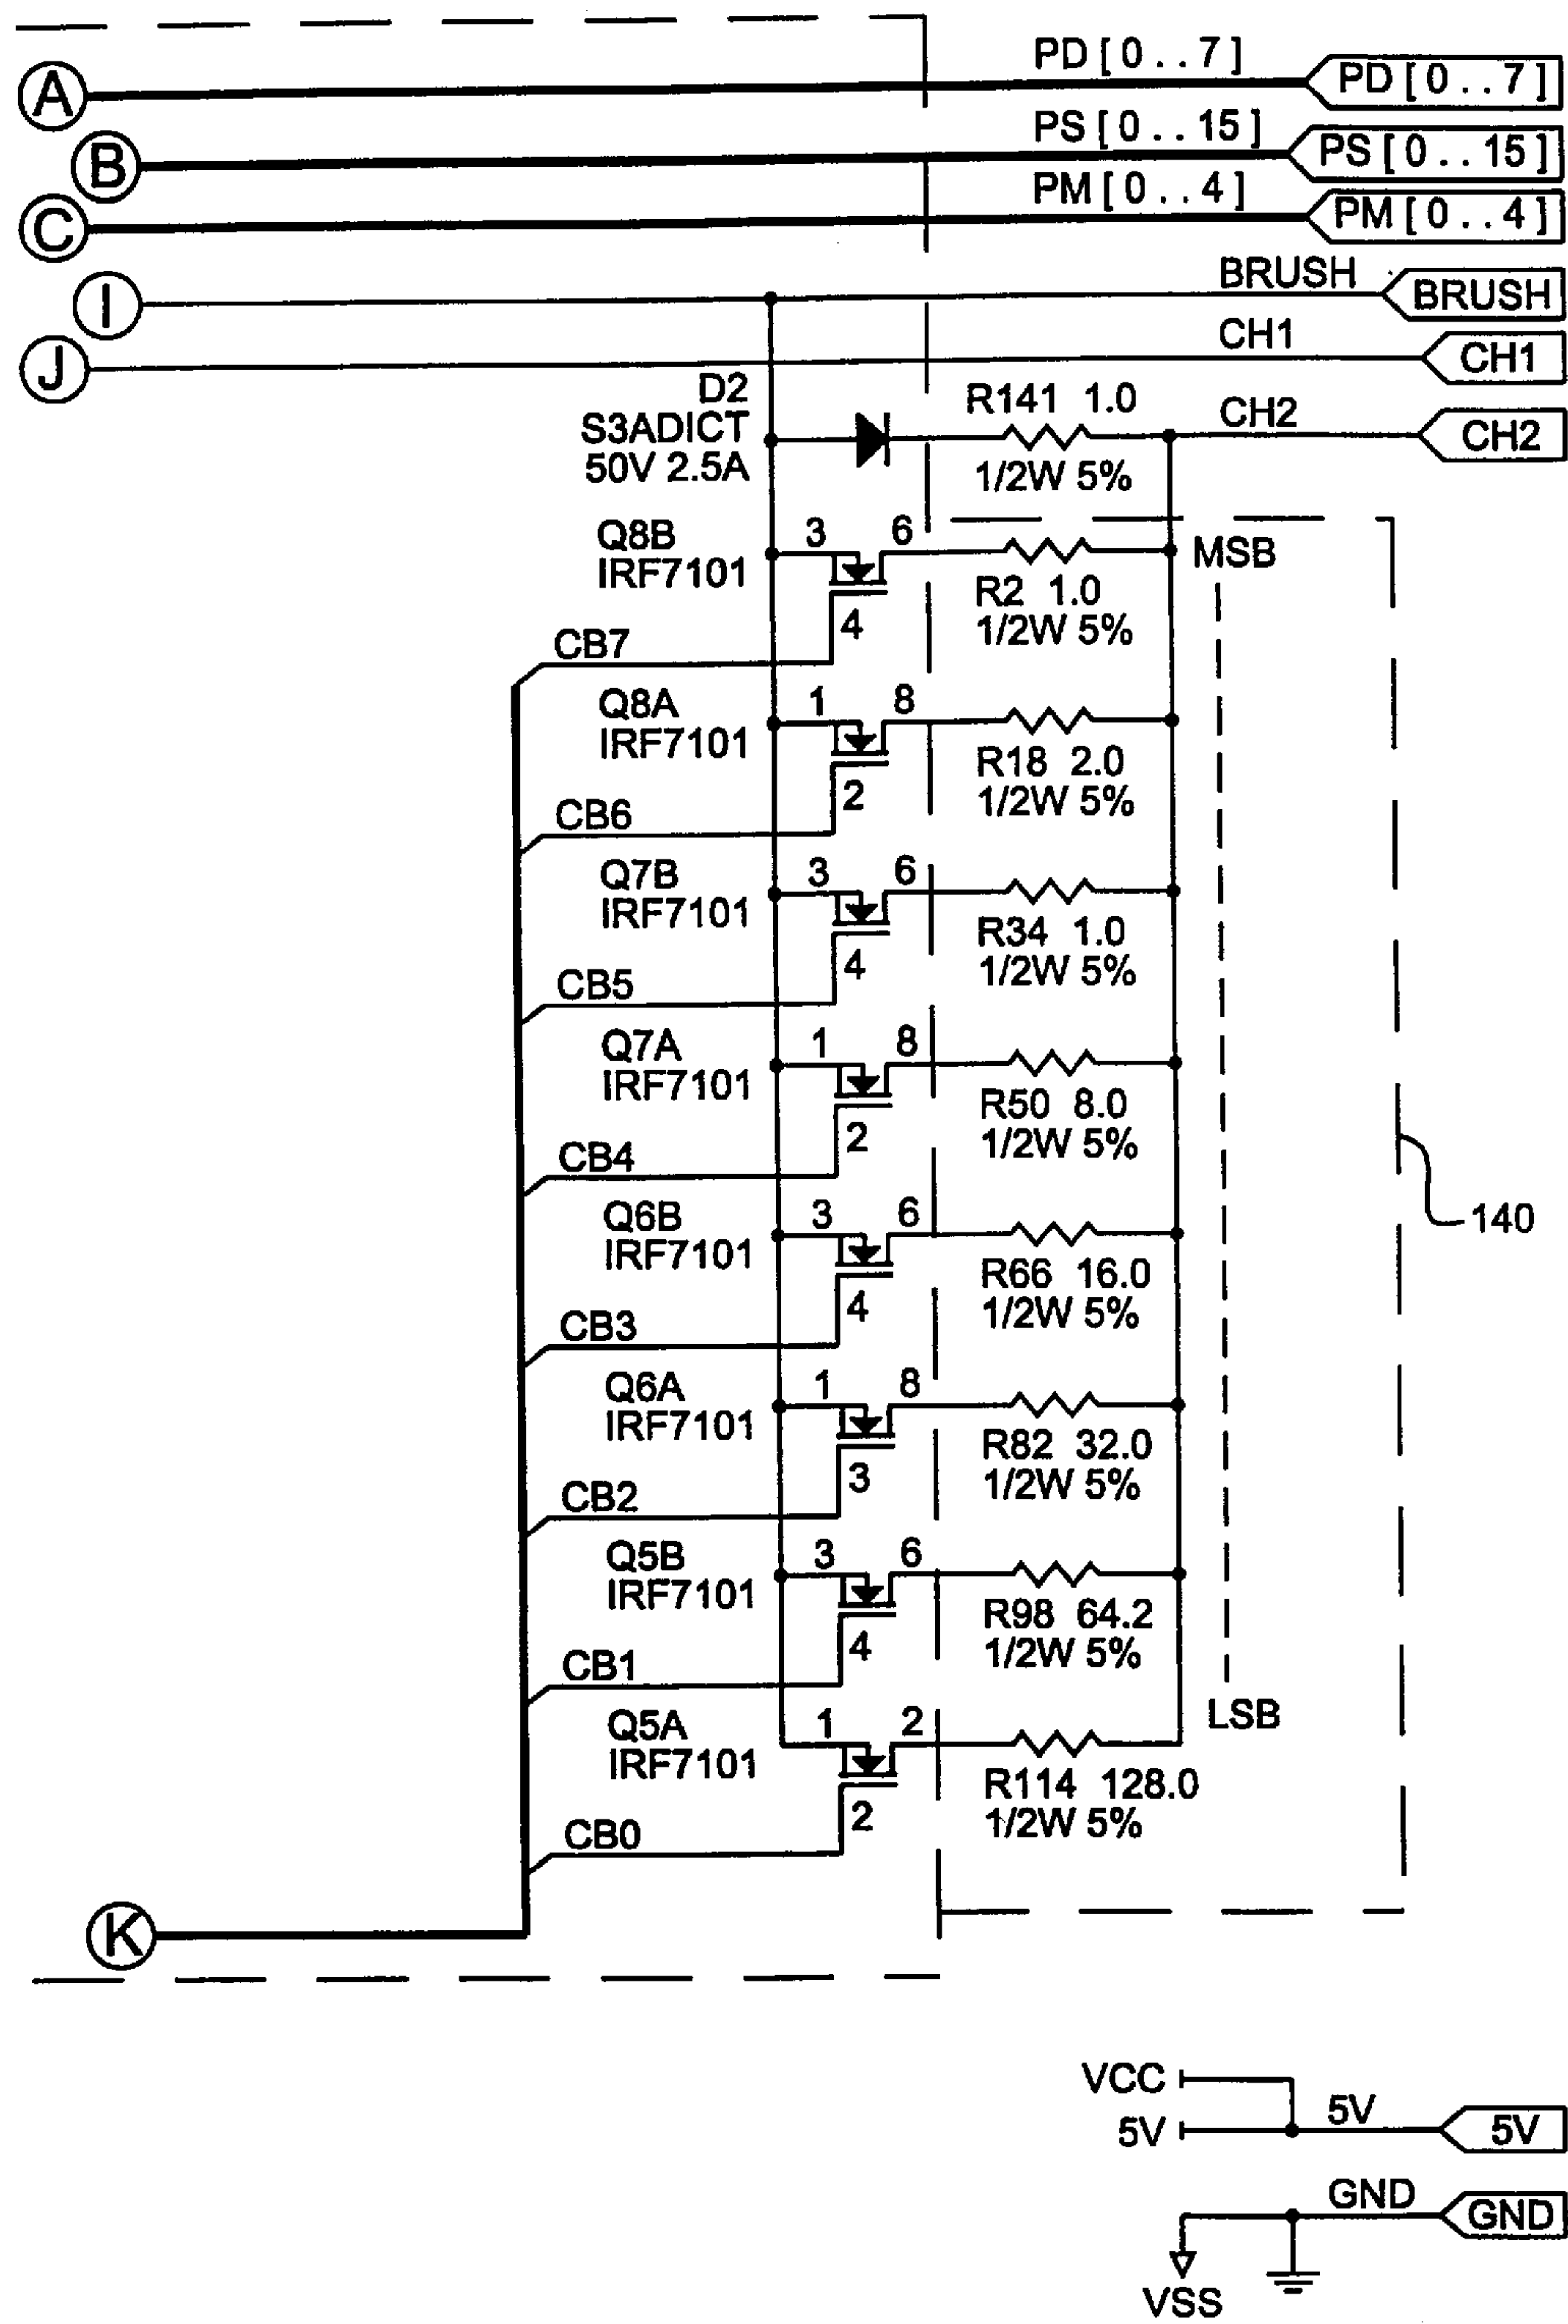 A
PD [ 0 . . 7 ]
PD [ 0 . . 7 ]
B
PS [ 0 . . 15 ]
PS [ 0 . . 15 ]
C
PM [ 0 . . 4 ]
PM [ 0 . . 4 ]
I
BRUSH
BRUSH
J
CH1
CH1
D2
S3ADICT
50V 2.5A
R141 1.0
1/2W 5%
CH2
CH2
Q8B
IRF7101
3
6
4
R2 1.0
1/2W 5%
MSB
CB7
Q8A
IRF7101
1
8
2
R18 2.0
1/2W 5%
CB6
Q7B
IRF7101
3
6
4
R34 1.0
1/2W 5%
CB5
Q7A
IRF7101
1
8
2
R50 8.0
1/2W 5%
CB4
140
Q6B
IRF7101
3
6
4
R66 16.0
1/2W 5%
CB3
Q6A
IRF7101
1
8
3
R82 32.0
1/2W 5%
CB2
Q5B
IRF7101
3
6
4
R98 64.2
1/2W 5%
CB1
LSB
Q5A
IRF7101
1
2
2
R114 128.0
1/2W 5%
CB0
K
VCC
5V
5V
5V
GND
GND
VSS